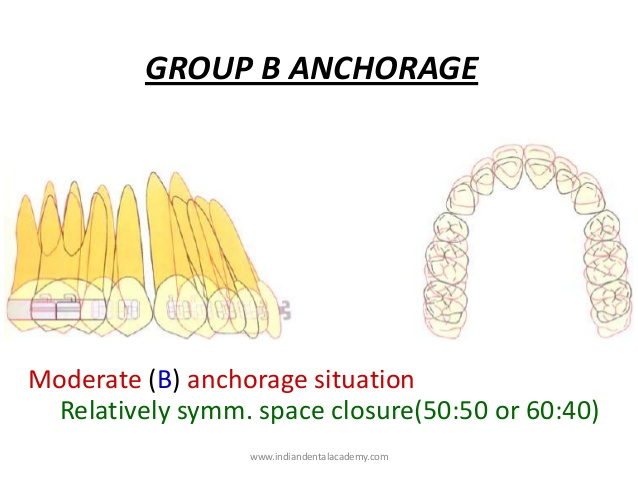 GROUP B ANCHORAGE
Moderate (B) anchorage situation
Relatively symm. space closure(50:50 or 60:40)
www.indiandentalacademy.com